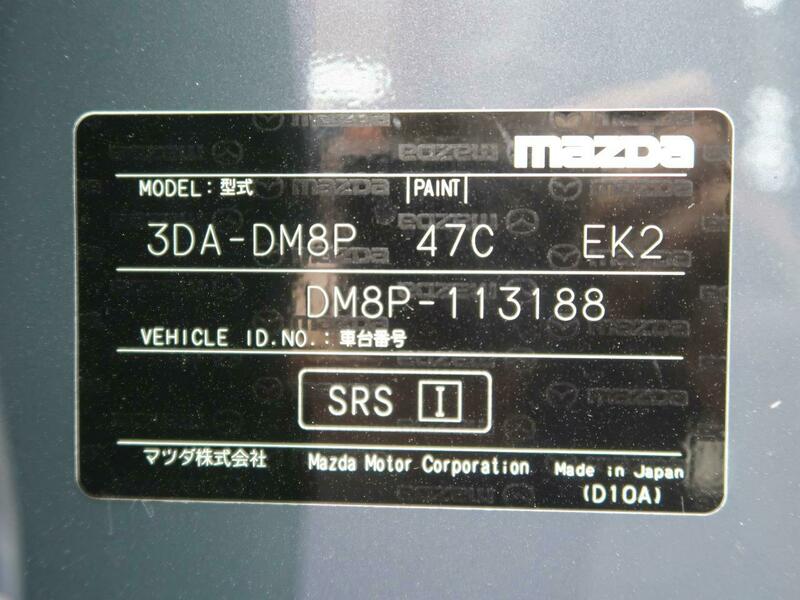 mazda
MODEL: 型式 |PAINT|
3DA-DM8P 47C EK2
DM8P-113188
VEHICLE ID.NO.: 車台番号
SRS I
マツダ株式会社 Mazda Motor Corporation Made in Japan
(D10A)